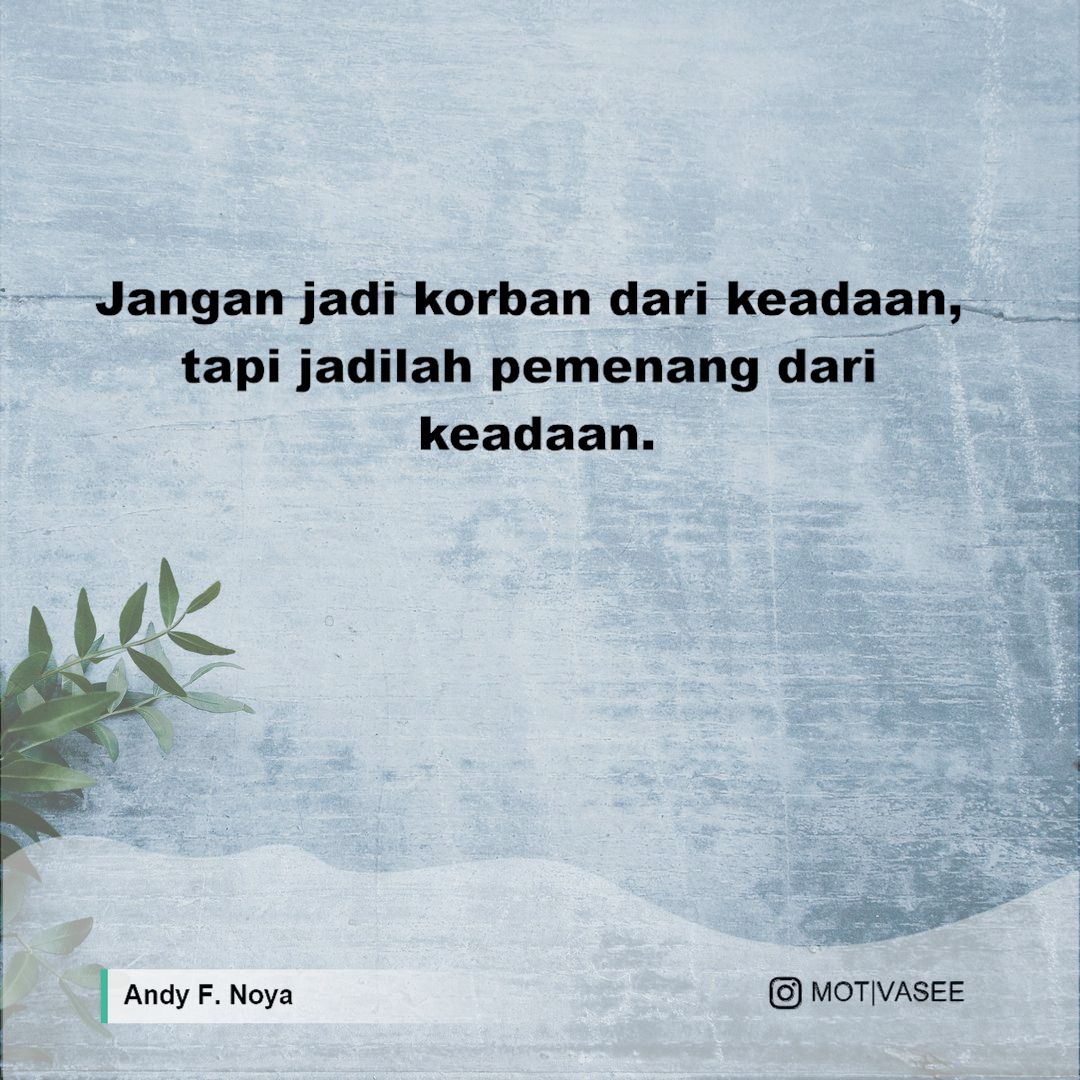 Jangan jadi korban dari keadaan,
tapi jadilah pemenang dari
keadaan.
Andy F. Noya
MOT|VASEE